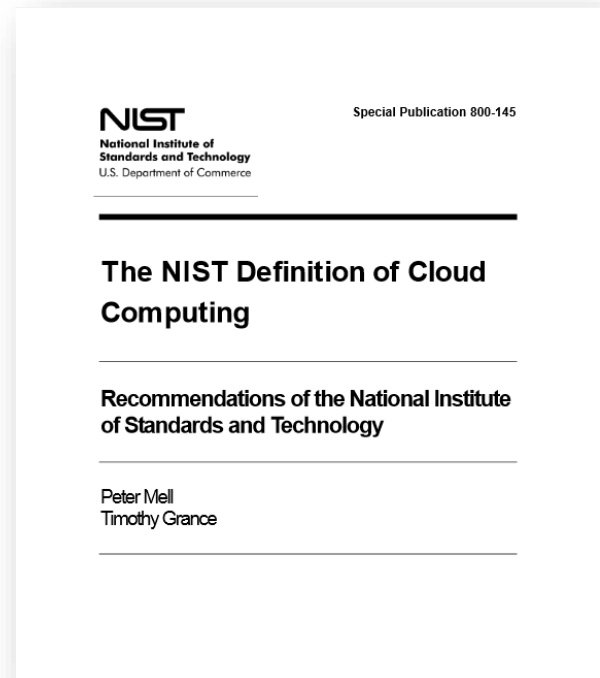 NIST
Special Publication 800-145
National Institute of
Standards and Technology
U.S. Department of Commerce
The NIST Definition of Cloud
Computing
Recommendations of the National Institute
of Standards and Technology
Peter Mell
Timothy Grance